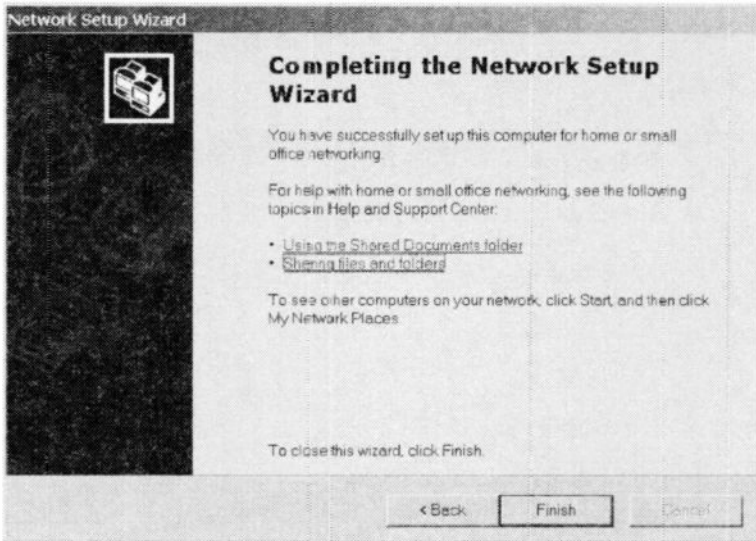 Network Setup Wizard
Completing the Network Setup
Wizard
You have successfully set up this computer for home or small
office networking.
For help with home or small office networking, see the following
topics in Help and Support Center:
• Using the Shared Documents folder
• Sharing files and folders
To see other computers on your network, click Start, and then click
My Network Places.
To close this wizard, click Finish.
< Back
Finish
Cancel